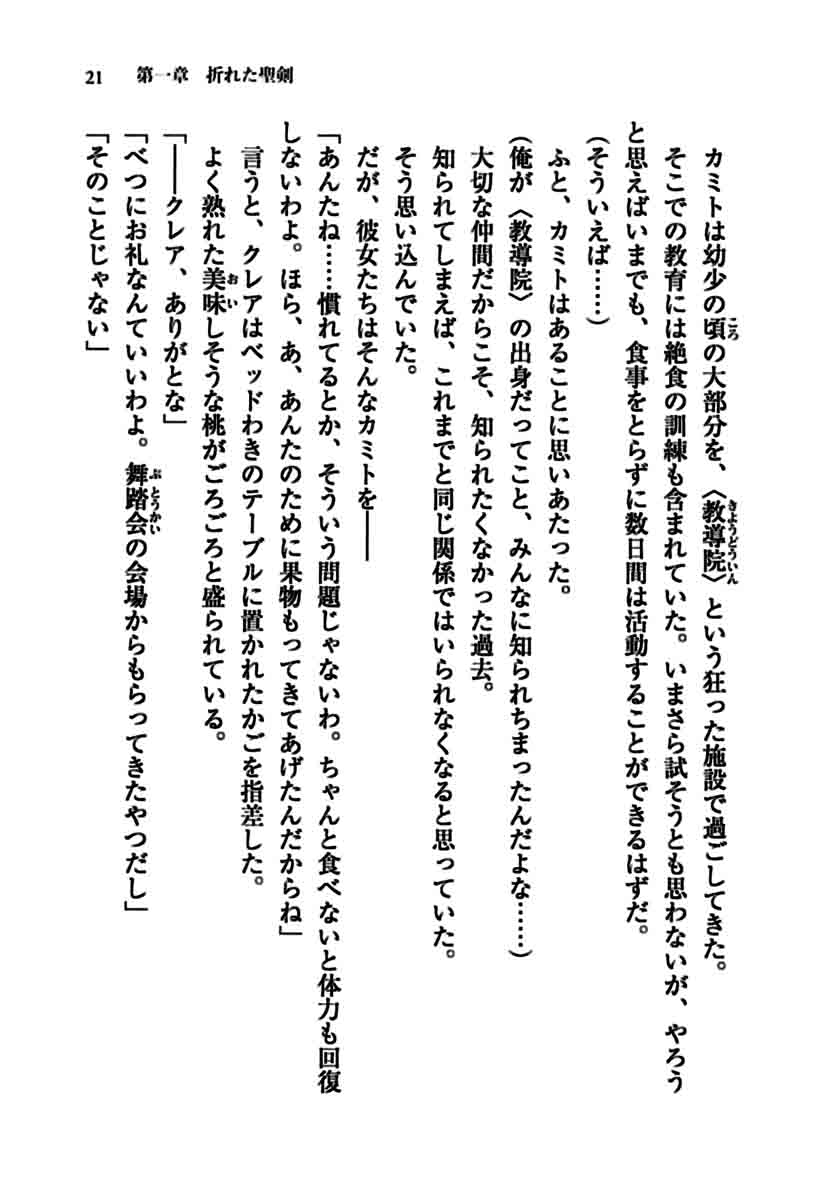 21　第一章　折れた聖剣
　カミトは幼少の頃の大部分を、〈教導院〉という狂った施設で過ごしてきた。
　そこでの教育には絶食の訓練も含まれていた。いまさら試そうとも思わないが、やろう
と思えばいまでも、食事をとらずに数日間は活動することができるはずだ。
（そういえば……）
　ふと、カミトはあることに思いあたった。
（俺が〈教導院〉の出身だってこと、みんなに知られちまったんだよな……）
　大切な仲間だからこそ、知られたくなかった過去。
　知られてしまえば、これまでと同じ関係ではいられなくなると思っていた。
　そう思い込んでいた。
　だが、彼女たちはそんなカミトを――
「あんたね……慣れてるとか、そういう問題じゃないわ。ちゃんと食べないと体力も回復
しないわよ。ほら、あ、あんたのために果物もってきてあげたんだからね」
　言うと、クレアはベッドわきのテーブルに置かれたかごを指差した。
　よく熟れた美味しそうな桃がごろごろと盛られている。
「――クレア、ありがとな」
「べつにお礼なんていいわよ。舞踏会の会場からもらってきたやつだし」
「そのことじゃない」
ころ
きょうどういん
おい
ぶとうかい